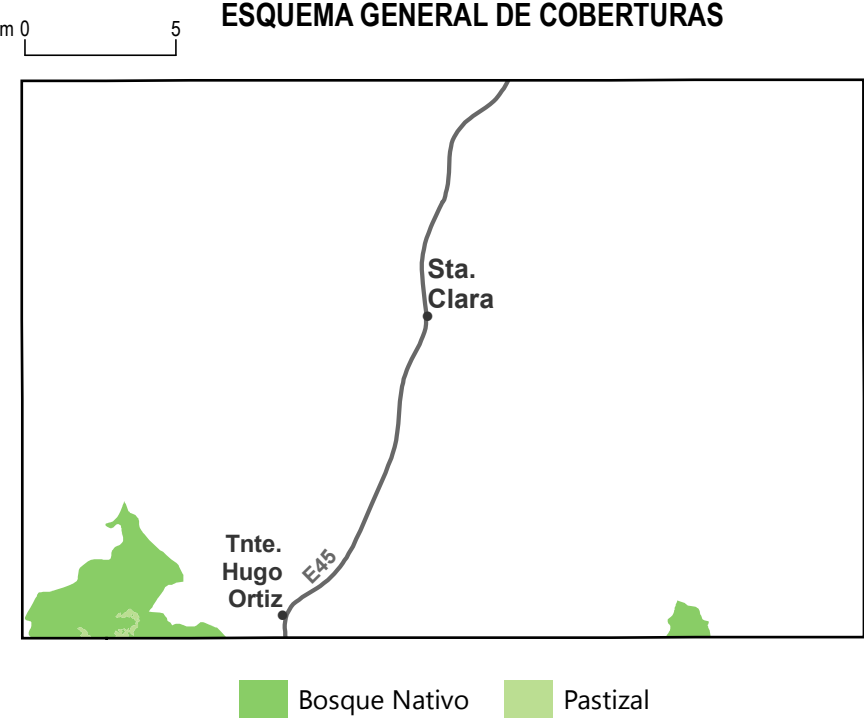 ESQUEMA GENERAL DE COBERTURAS
m 0 5
Sta.
Clara
Tnte.
Hugo
Ortiz
E45
Bosque Nativo Pastizal